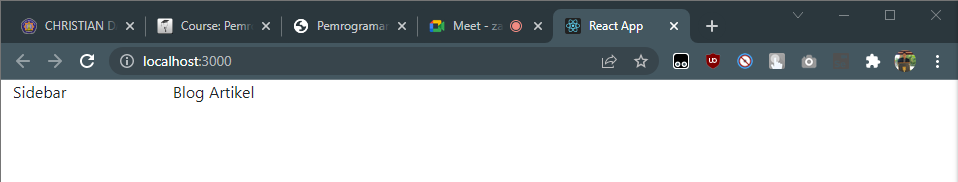 CHRISTIAN D
Course: Pemr
Pemrograman
Meet - za
React App
localhost:3000
Sidebar
Blog Artikel